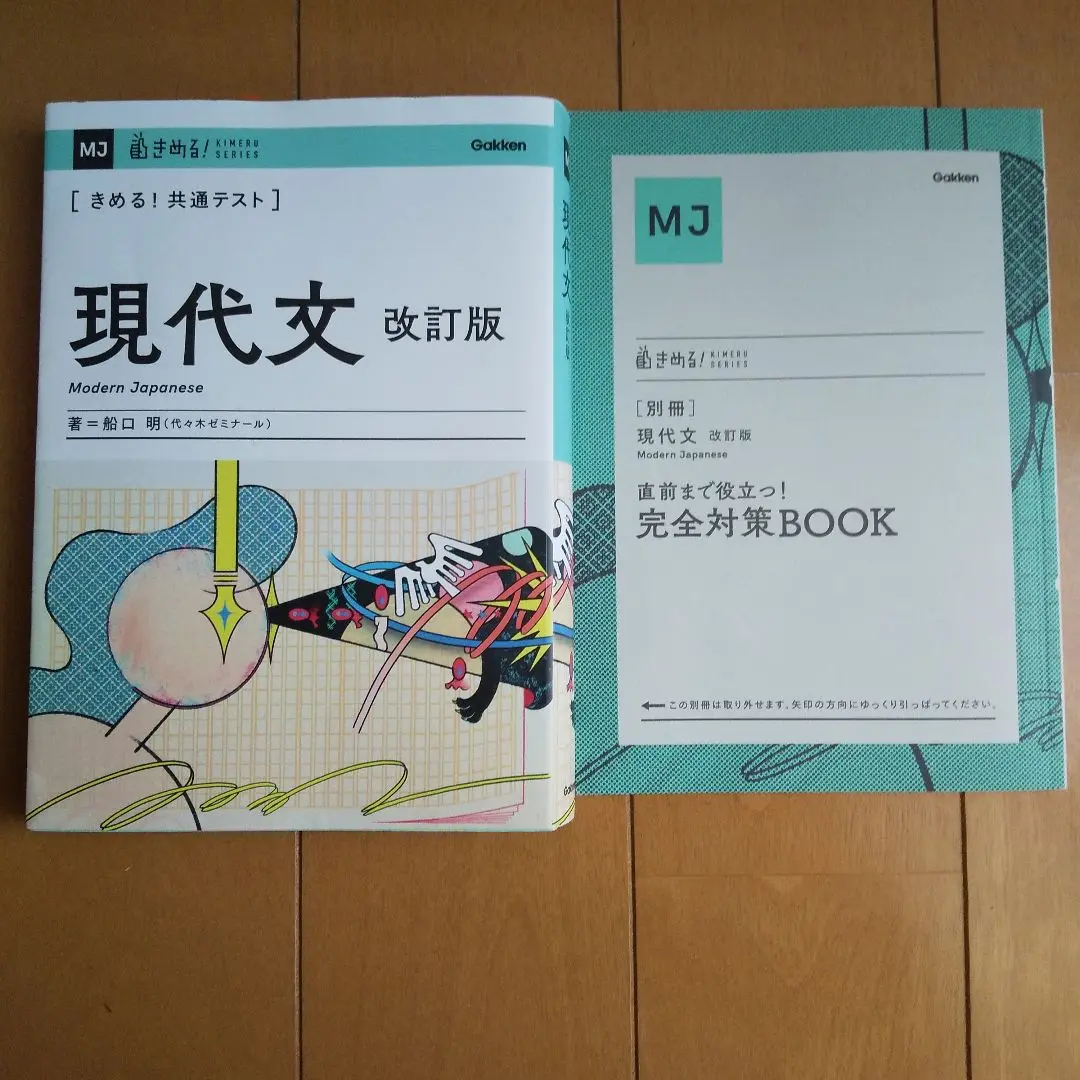 MJ
きめる!
KIMERU
SERIES
Gakken
[きめる! 共通テスト]
現代文 改訂版
Modern Japanese
著=船口 明(代々木ゼミナール)
現代文
Gakken
MJ
きめる!
KIMERU
SERIES
[別冊]
現代文 改訂版
Modern Japanese
直前まで役立つ!
完全対策BOOK
←この別冊は取り外せます。矢印の方向にゆっくり引っぱってください。